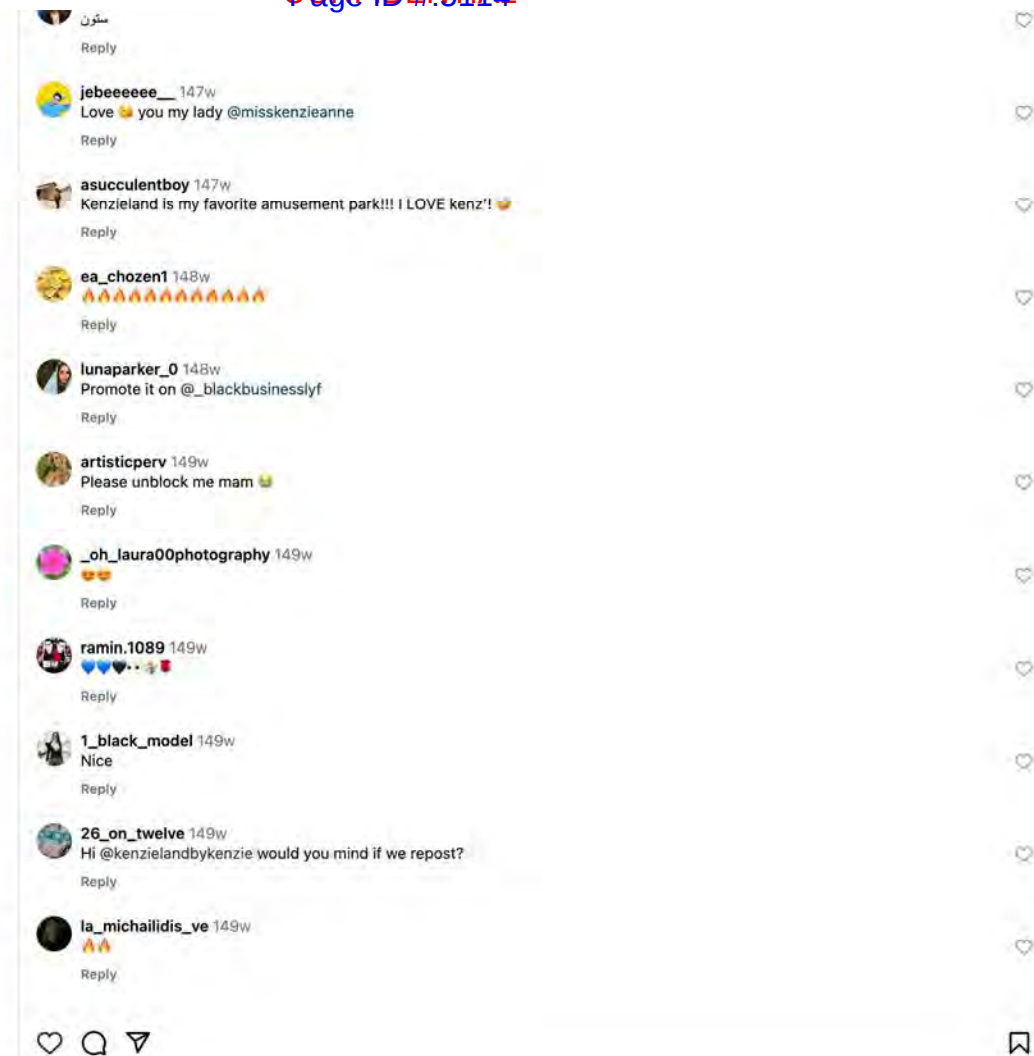 ستون
Reply
jebeeeeee__ 147w
Love 😘 you my lady @misskenzieanne
Reply
asucculentboy 147w
Kenzieland is my favorite amusement park!!! I LOVE kenz'! 🤣
Reply
ea_chozen1 148w
🔥🔥🔥🔥🔥🔥🔥🔥🔥🔥🔥🔥
Reply
lunaparker_0 148w
Promote it on @_blackbusinesslyf
Reply
artisticperv 149w
Please unblock me mam 😭
Reply
_oh_laura00photography 149w
😍😍
Reply
ramin.1089 149w
Reply
1_black_model 149w
Nice
Reply
26_on_twelve 149w
Hi @kenzielandbykenzie would you mind if we repost?
Reply
la_michailidis_ve 149w
🔥🔥
Reply